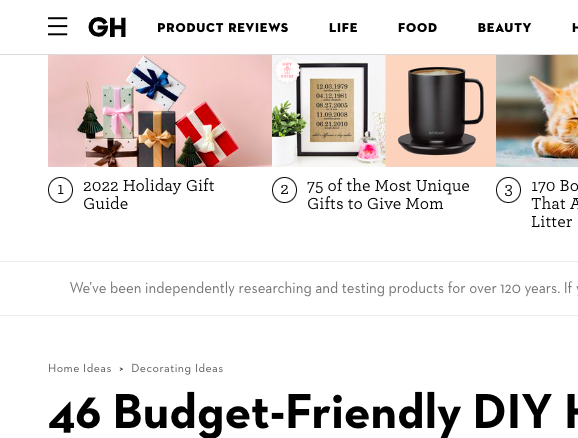 GH PRODUCT REVIEWS LIFE FOOD BEAUTY H
12.03.1979
04.12.1961
08.27.2005
11.09.2008
06.21.2010
1 2022 Holiday Gift
Guide
2 75 of the Most Unique
Gifts to Give Mom
3 170 Bo
That A
Litter
We've been independently researching and testing products for over 120 years. If
Home Ideas > Decorating Ideas
46 Budget-Friendly DIY H